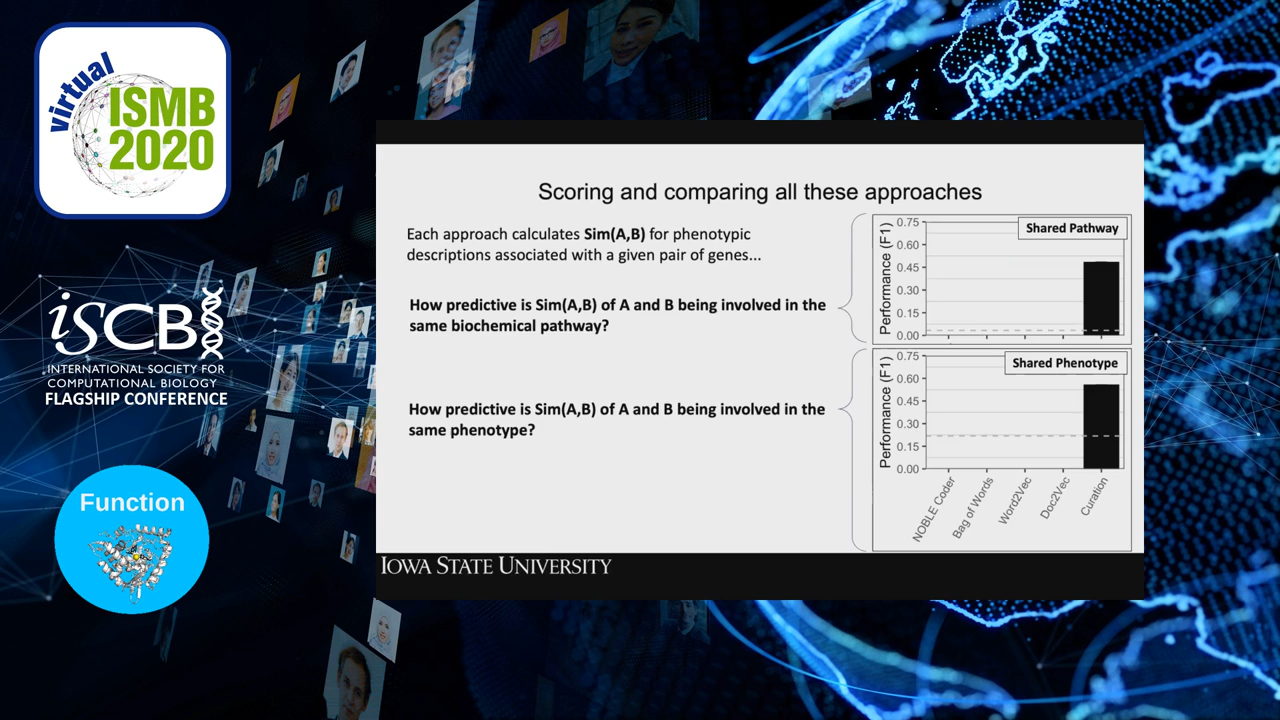 virtual
ISMB
2020
iSCB
INTERNATIONAL SOCIETY FOR
COMPUTATIONAL BIOLOGY
FLAGSHIP CONFERENCE
Function
Scoring and comparing all these approaches
Each approach calculates Sim(A,B) for phenotypic
descriptions associated with a given pair of genes...
How predictive is Sim(A,B) of A and B being involved in the
same biochemical pathway?
How predictive is Sim(A,B) of A and B being involved in the
same phenotype?
Performance (F1)
0.75
0.60
0.45
0.30
0.15
0.00
Shared Pathway
Performance (F1)
0.75
0.60
0.45
0.30
0.15
0.00
Shared Phenotype
NOBLE Coder
Bag of Words
Word2Vec
Doc2Vec
Curation
IOWA STATE UNIVERSITY